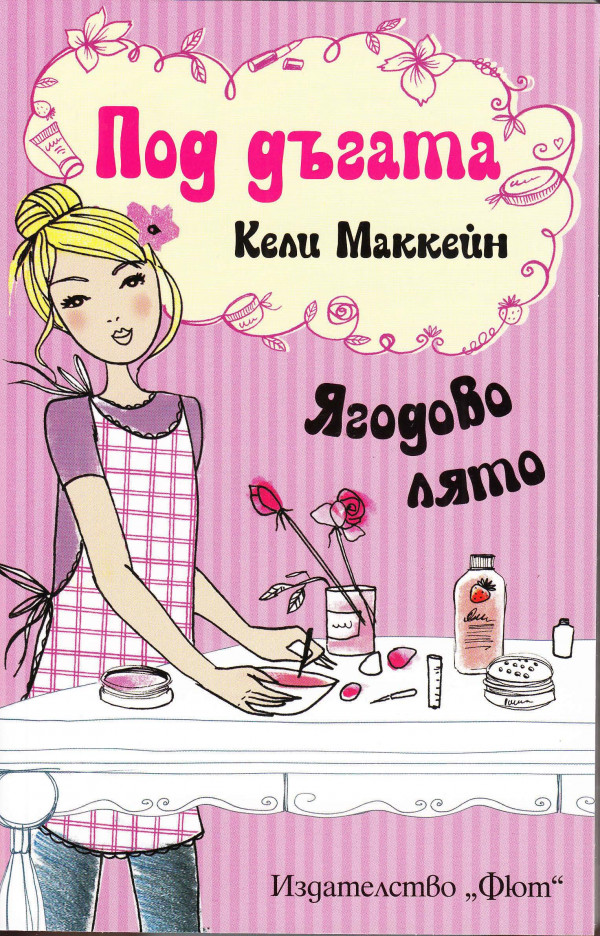 Под дъгата
Кели Маккейн
Ягодово
лято
Издателство „Фют“